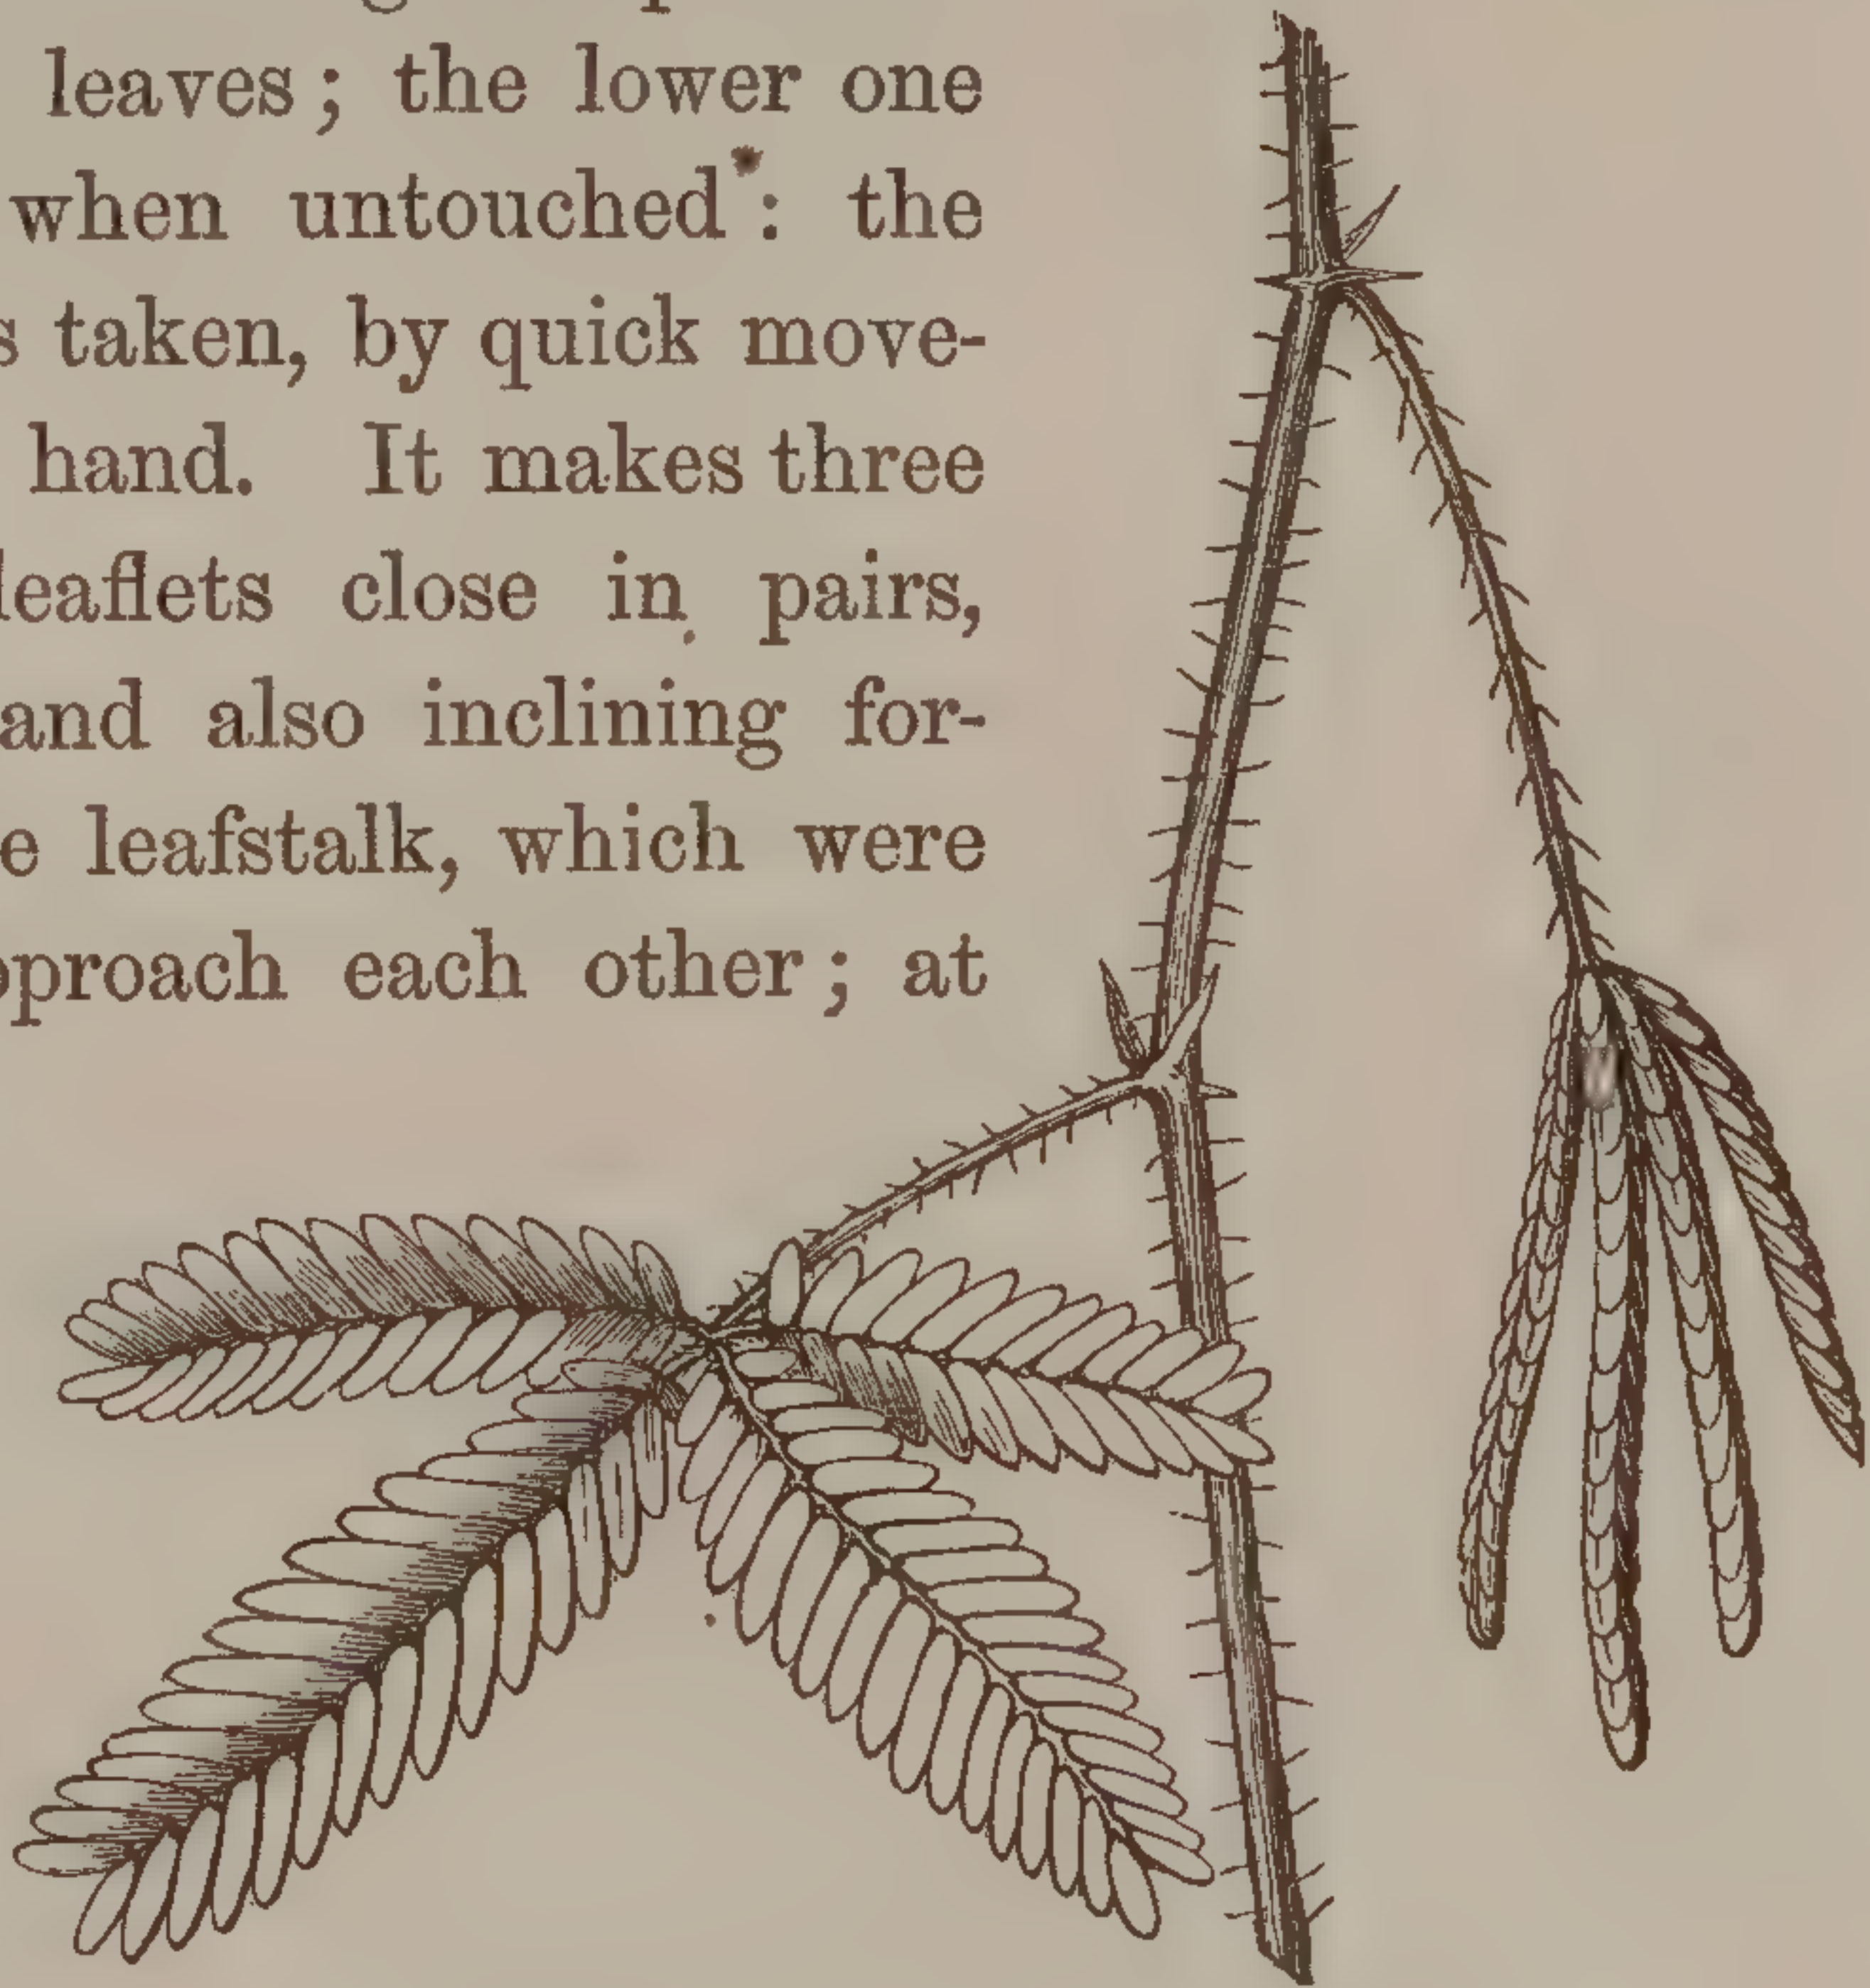 leaves; the lower one
when untouched: the
taken, by quick move-
hand. It makes three
leaflets close in pairs,
and also inclining for-
leafstalk, which were
each other; at